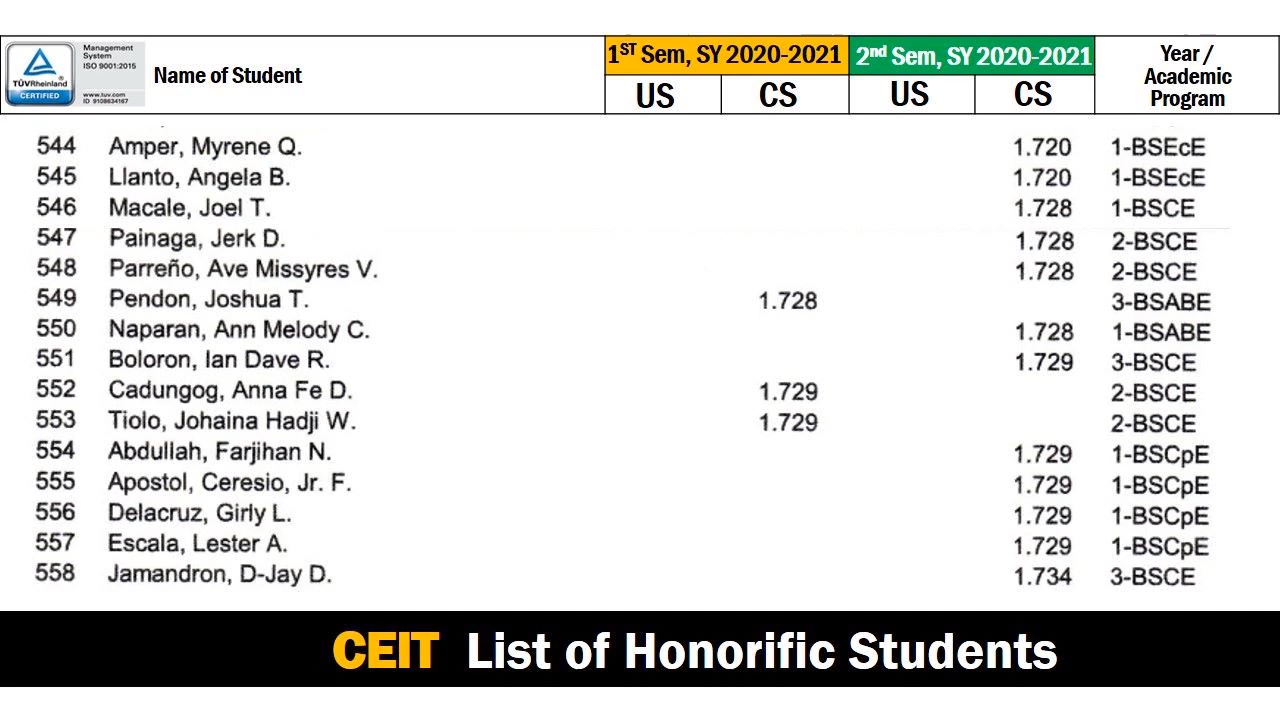 Management
System
ISO 9001:2015
TÜVRheinland®
CERTIFIED
www.tuv.com
ID 9108634167
Name of Student
1ST Sem, SY 2020-2021 2nd Sem, SY 2020-2021
US CS US CS
Year /
Academic
Program
544 Amper, Myrene Q. 1.720 1-BSEcE
545 Llanto, Angela B. 1.720 1-BSEcE
546 Macale, Joel T. 1.728 1-BSCE
547 Painaga, Jerk D. 1.728 2-BSCE
548 Parreño, Ave Missyres V. 1.728 2-BSCE
549 Pendon, Joshua T. 1.728 3-BSABE
550 Naparan, Ann Melody C. 1.728 1-BSABE
551 Boloron, Ian Dave R. 1.729 3-BSCE
552 Cadungog, Anna Fe D. 1.729 2-BSCE
553 Tiolo, Johaina Hadji W. 1.729 2-BSCE
554 Abdullah, Farjihan N. 1.729 1-BSCpE
555 Apostol, Ceresio, Jr. F. 1.729 1-BSCpE
556 Delacruz, Girly L. 1.729 1-BSCpE
557 Escala, Lester A. 1.729 1-BSCpE
558 Jamandron, D-Jay D. 1.734 3-BSCE
CEIT List of Honorific Students